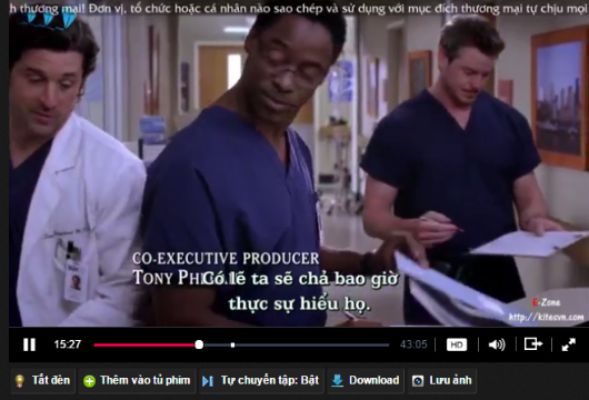 h thương mại! Đơn vị, tổ chức hoặc cá nhân nào sao chép và sử dụng với mục đích thương mại tự chịu mọi
CO-EXECUTIVE PRODUCER
TONY
Có lẽ ta sẽ chả bao giờ
thực sự hiểu họ.
E-Zone
http://kitesvn.com
15:27
43:05
HD
Tắt đèn
Thêm vào tủ phim
Tự chuyển tập: Bật
Download
Lưu ảnh